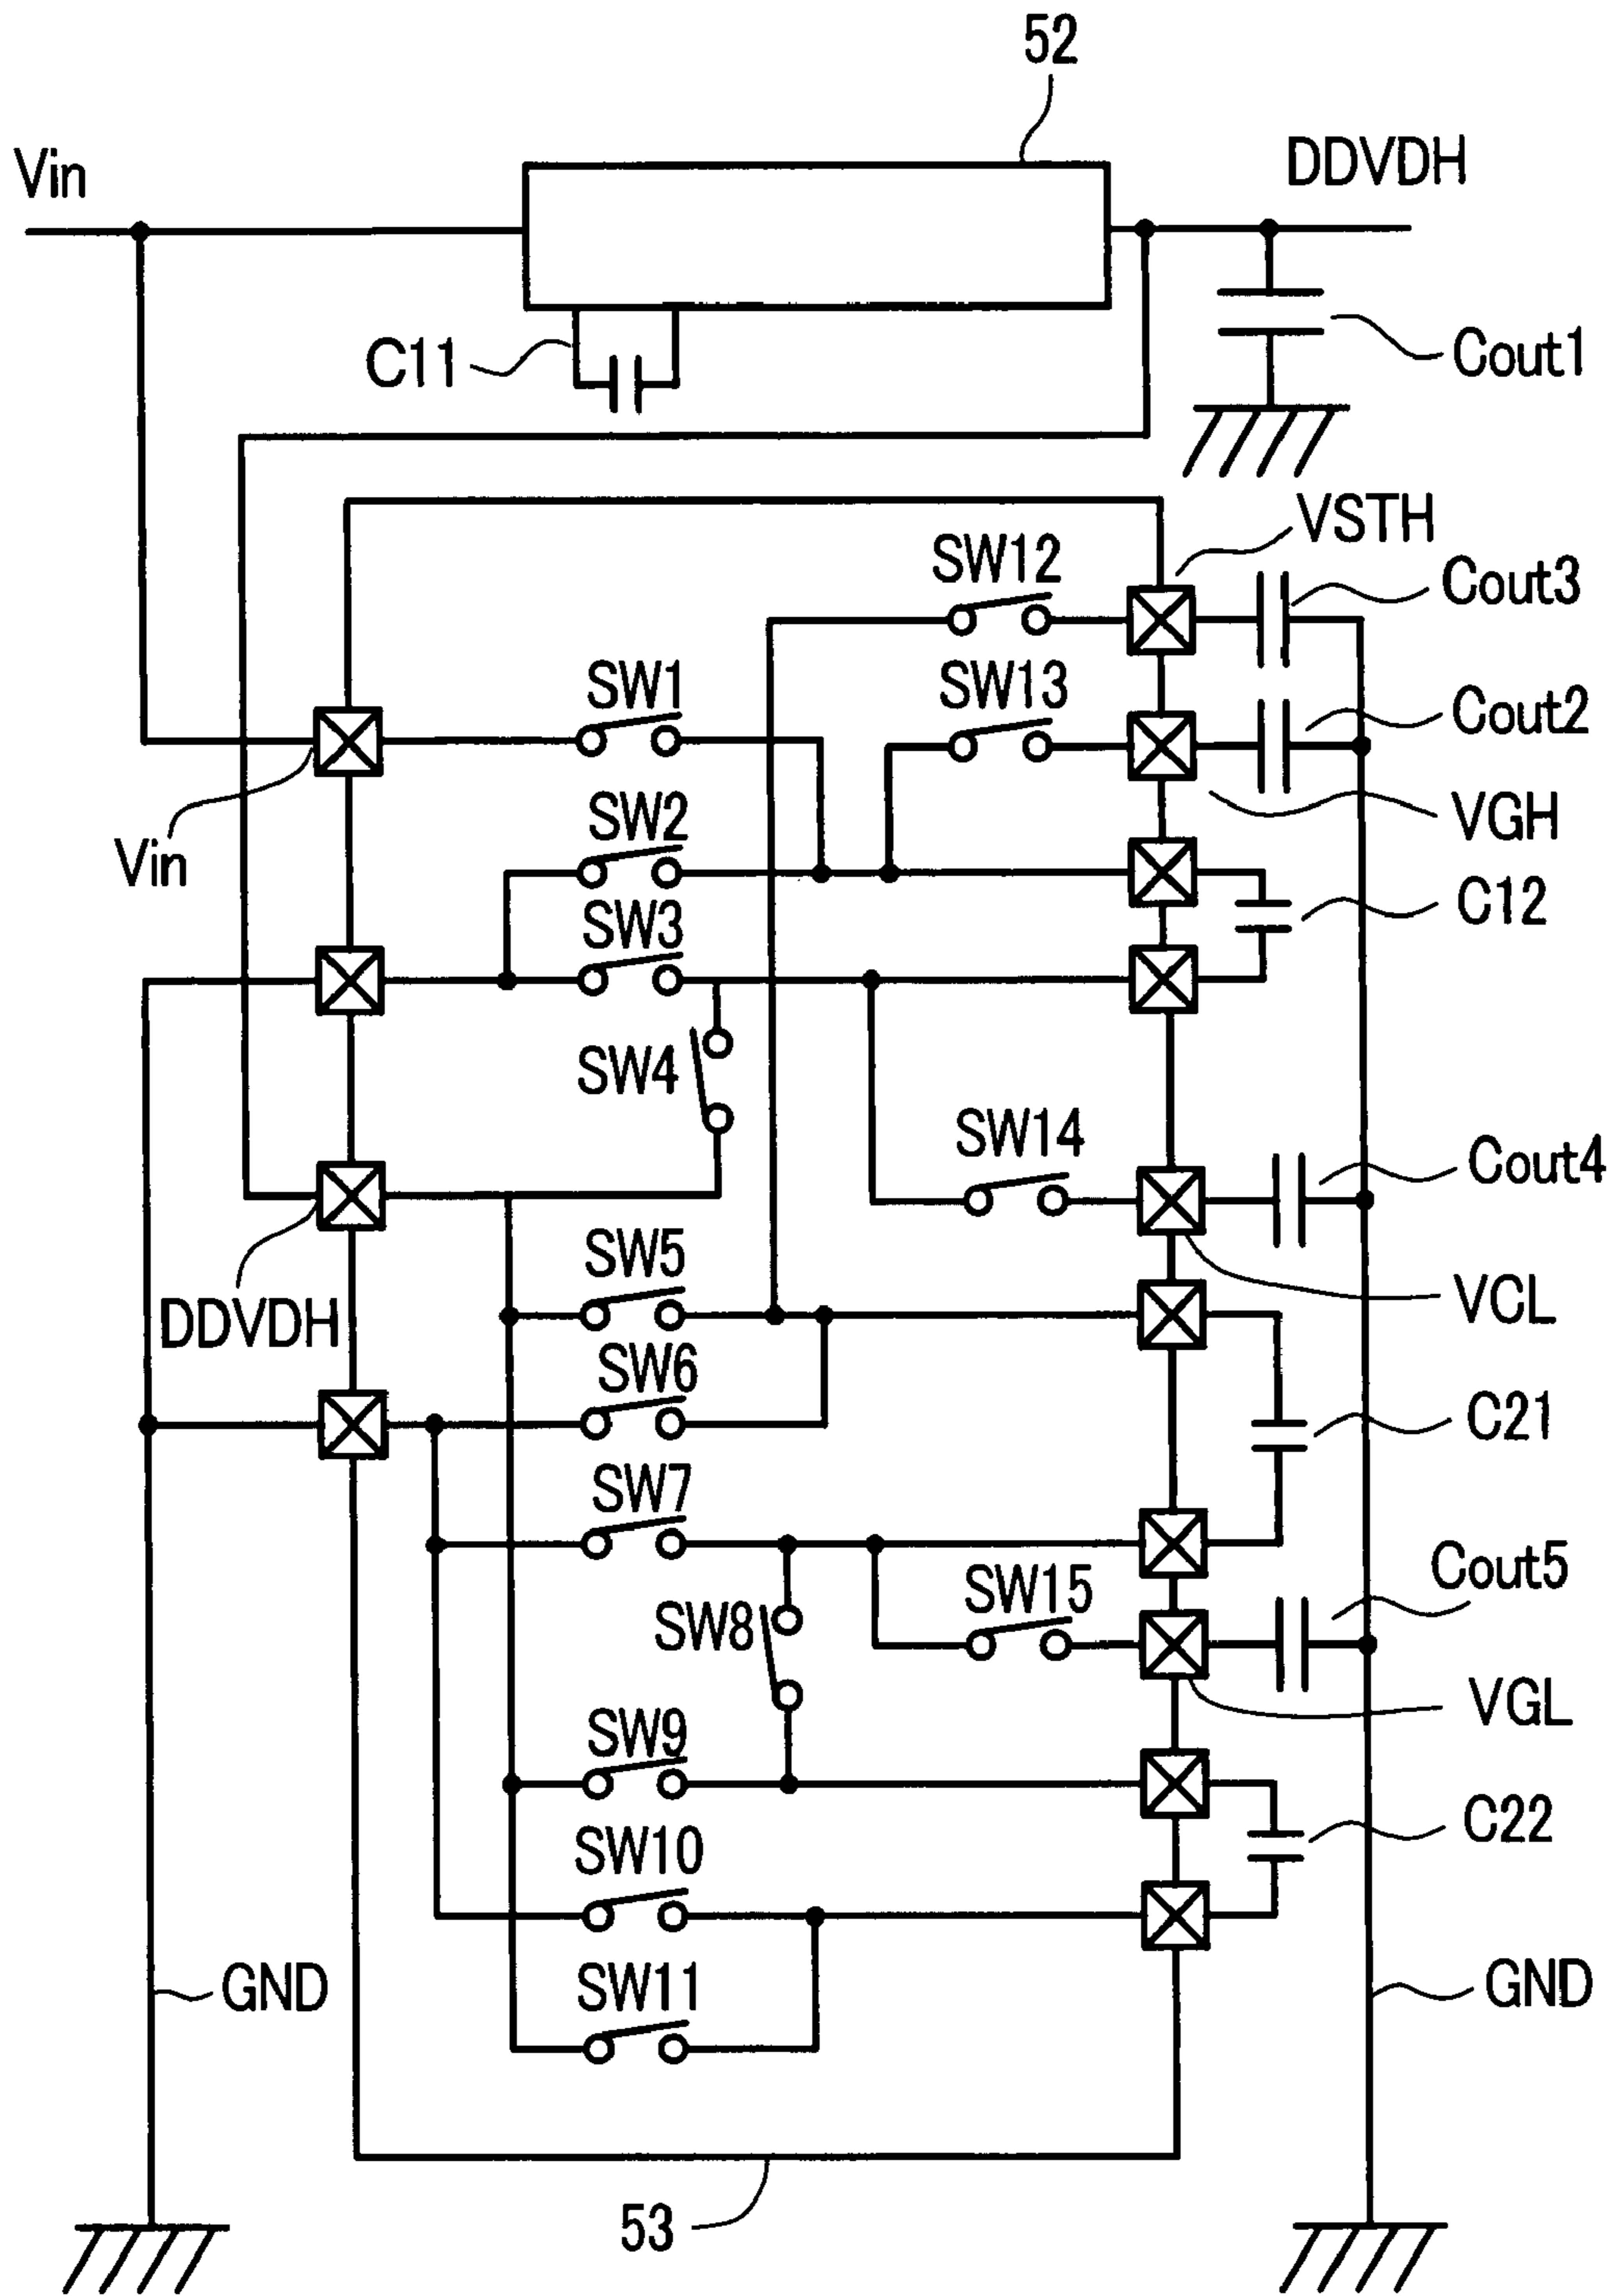 52
Vin
DDVDH
C11
Cout1
VSTH
SW12
Cout3
SW1
SW13
Cout2
SW2
VGH
Vin
SW3
C12
SW4
SW14
Cout4
SW5
VCL
DDVDH
SW6
C21
SW7
Cout5
SW15
SW8
VGL
SW9
C22
SW10
SW11
GND
GND
53